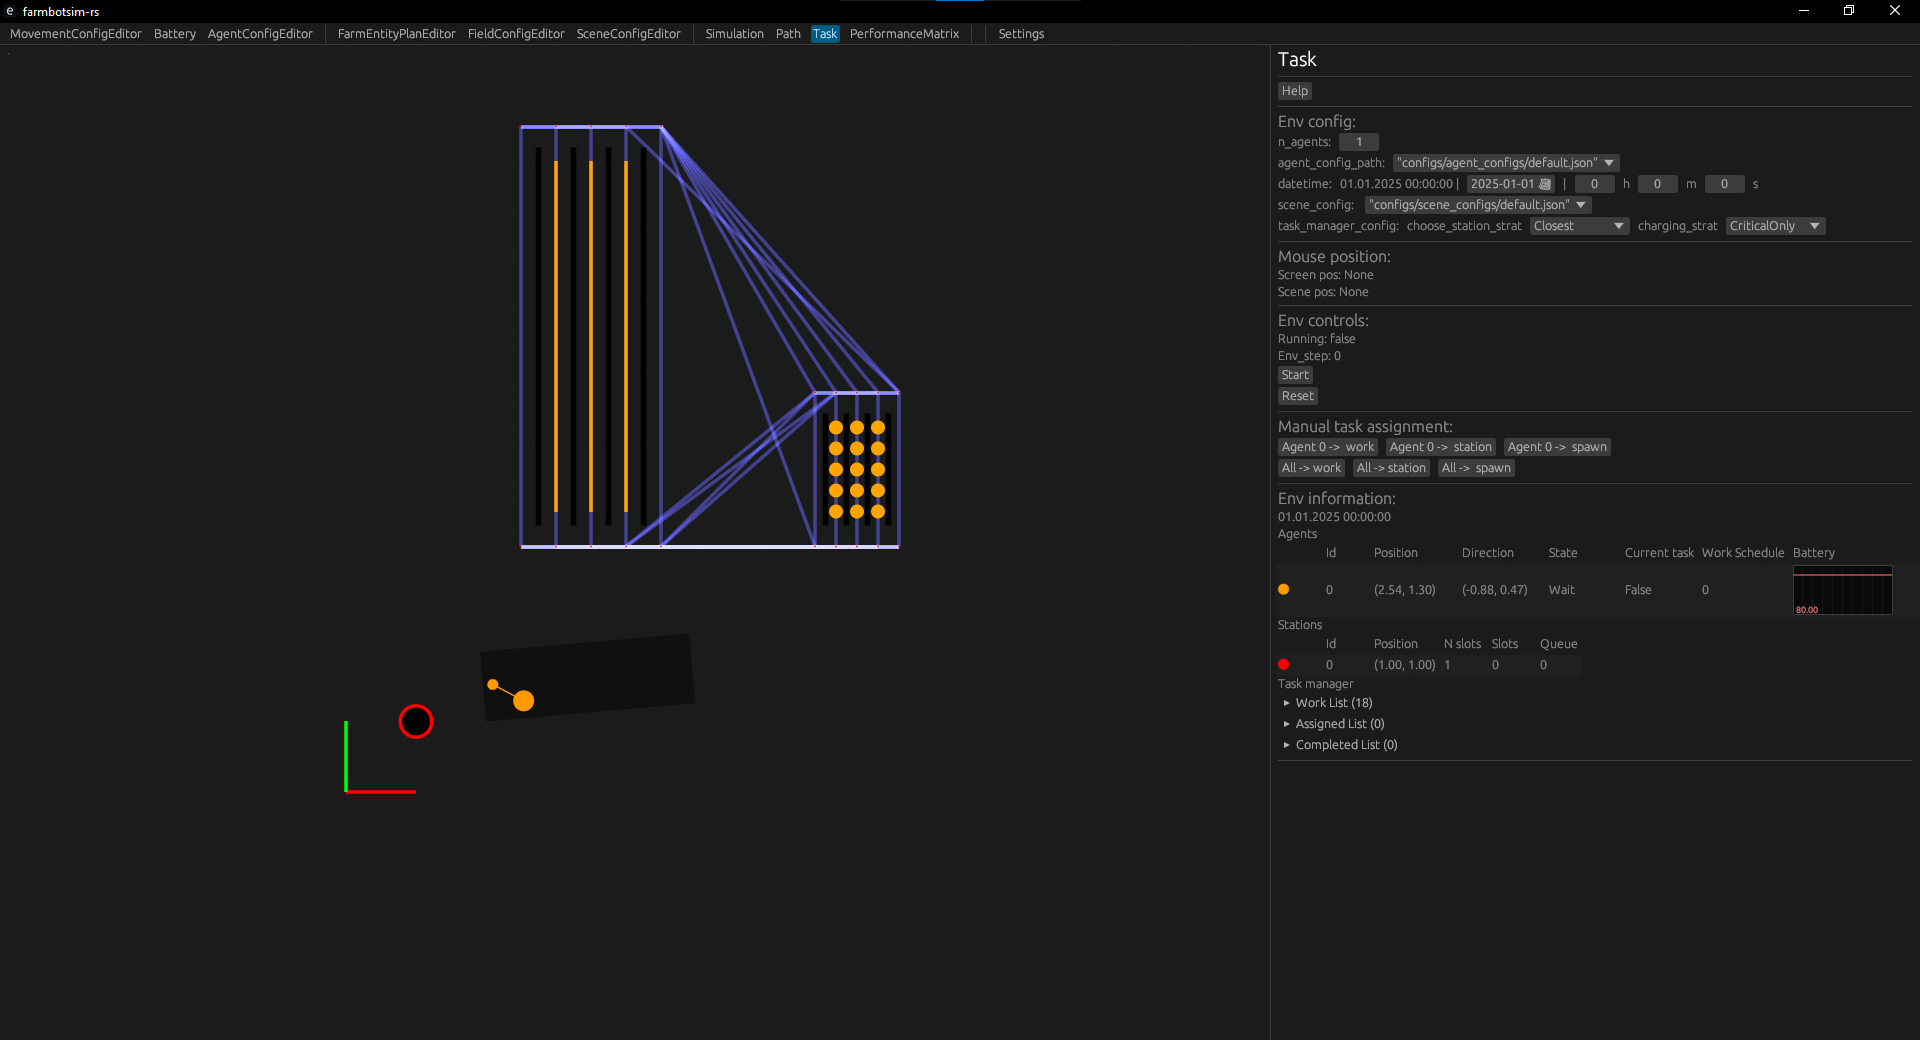 farmbotsim-rs
MovementConfigEditor Battery AgentConfigEditor FarmEntityPlanEditor FieldConfigEditor SceneConfigEditor Simulation Path Task PerformanceMatrix Settings
Task
Help
Env config:
n_agents: 1
agent_config_path: "configs/agent_configs/default.json"
datetime: 01.01.2025 00:00:00 | 2025-01-01 | 0 h 0 m 0 s
scene_config: "configs/scene_configs/default.json"
task_manager_config: choose_station_strat Closest charging_strat CriticalOnly
Mouse position:
Screen pos: None
Scene pos: None
Env controls:
Running: false
Env_step: 0
Start
Reset
Manual task assignment:
Agent 0 -> work Agent 0 -> station Agent 0 -> spawn
All -> work All -> station All -> spawn
Env information:
01.01.2025 00:00:00
Agents
Id Position Direction State Current task Work Schedule Battery
0 (2.54, 1.30) (-0.88, 0.47) Wait False 0
80.00
Stations
Id Position N slots Slots Queue
0 (1.00, 1.00) 1 0 0
Task manager
Work List (18)
Assigned List (0)
Completed List (0)